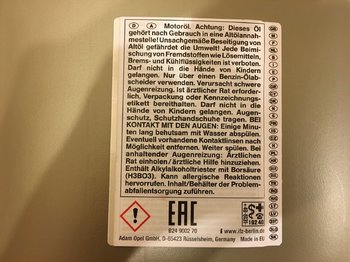 D A Motoröl. Achtung: Dieses Öl
gehört nach Gebrauch in eine Altölannah-
mestelle! Unsachgemäße Beseitigung von
Altöl gefährdet die Umwelt! Jede Beimi-
schung von Fremdstoffen wie Lösemitteln,
Brems- und Kühlflüssigkeiten ist verboten.
Darf nicht in die Hände von Kindern
gelangen. Nur über einen Benzin-Ölab-
scheider verwenden. Verursacht schwere
Augenreizung. Ist ärztlicher Rat erforder-
lich, Verpackung oder Kennzeichnungs-
etikett bereithalten. Darf nicht in die
Hände von Kindern gelangen. Augen-
schutz, Schutzhandschuhe tragen. BEI
KONTAKT MIT DEN AUGEN: Einige Minu-
ten lang behutsam mit Wasser spülen.
Eventuell vorhandene Kontaktlinsen nach
Möglichkeit entfernen. Weiter spülen. Bei
anhaltender Augenreizung: Ärztlichen
Rat einholen / ärztliche Hilfe hinzuziehen.
Enthält Alkylalkoholtriester mit Borsäure
(H3BO3). Kann allergische Reaktionen
hervorrufen. Inhalt/Behälter der Problem-
abfallentsorgung zuführen.
EAC
B24 9002 70
www.ifz-berlin.de
Adam Opel GmbH, D-65423 Rüsselsheim, Germany Made in EU